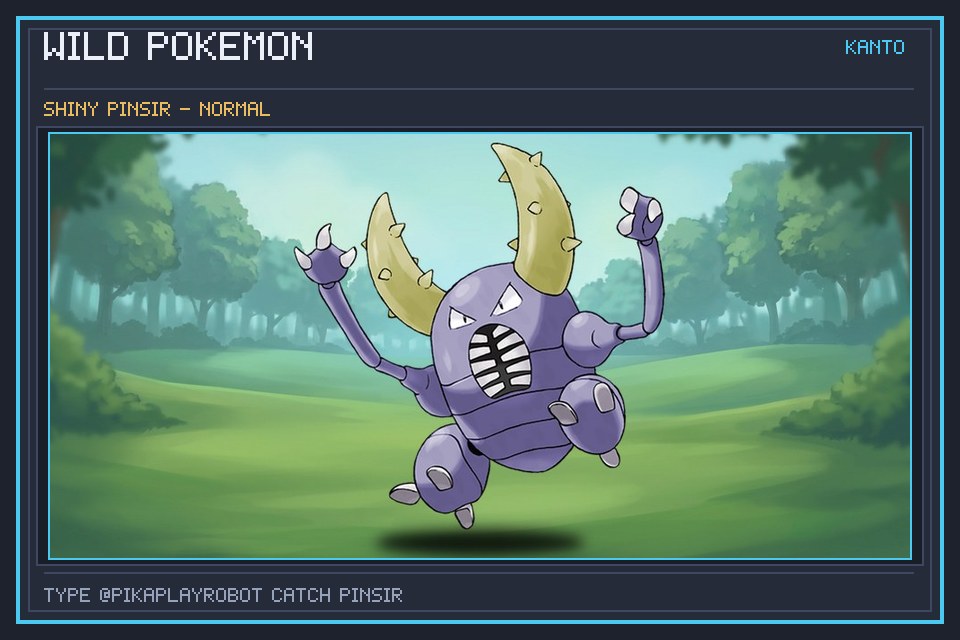 WILD POKEMON
KANTO
SHINY PINSIR – NORMAL
TYPE @PIKAPLAYROBOT CATCH PINSIR